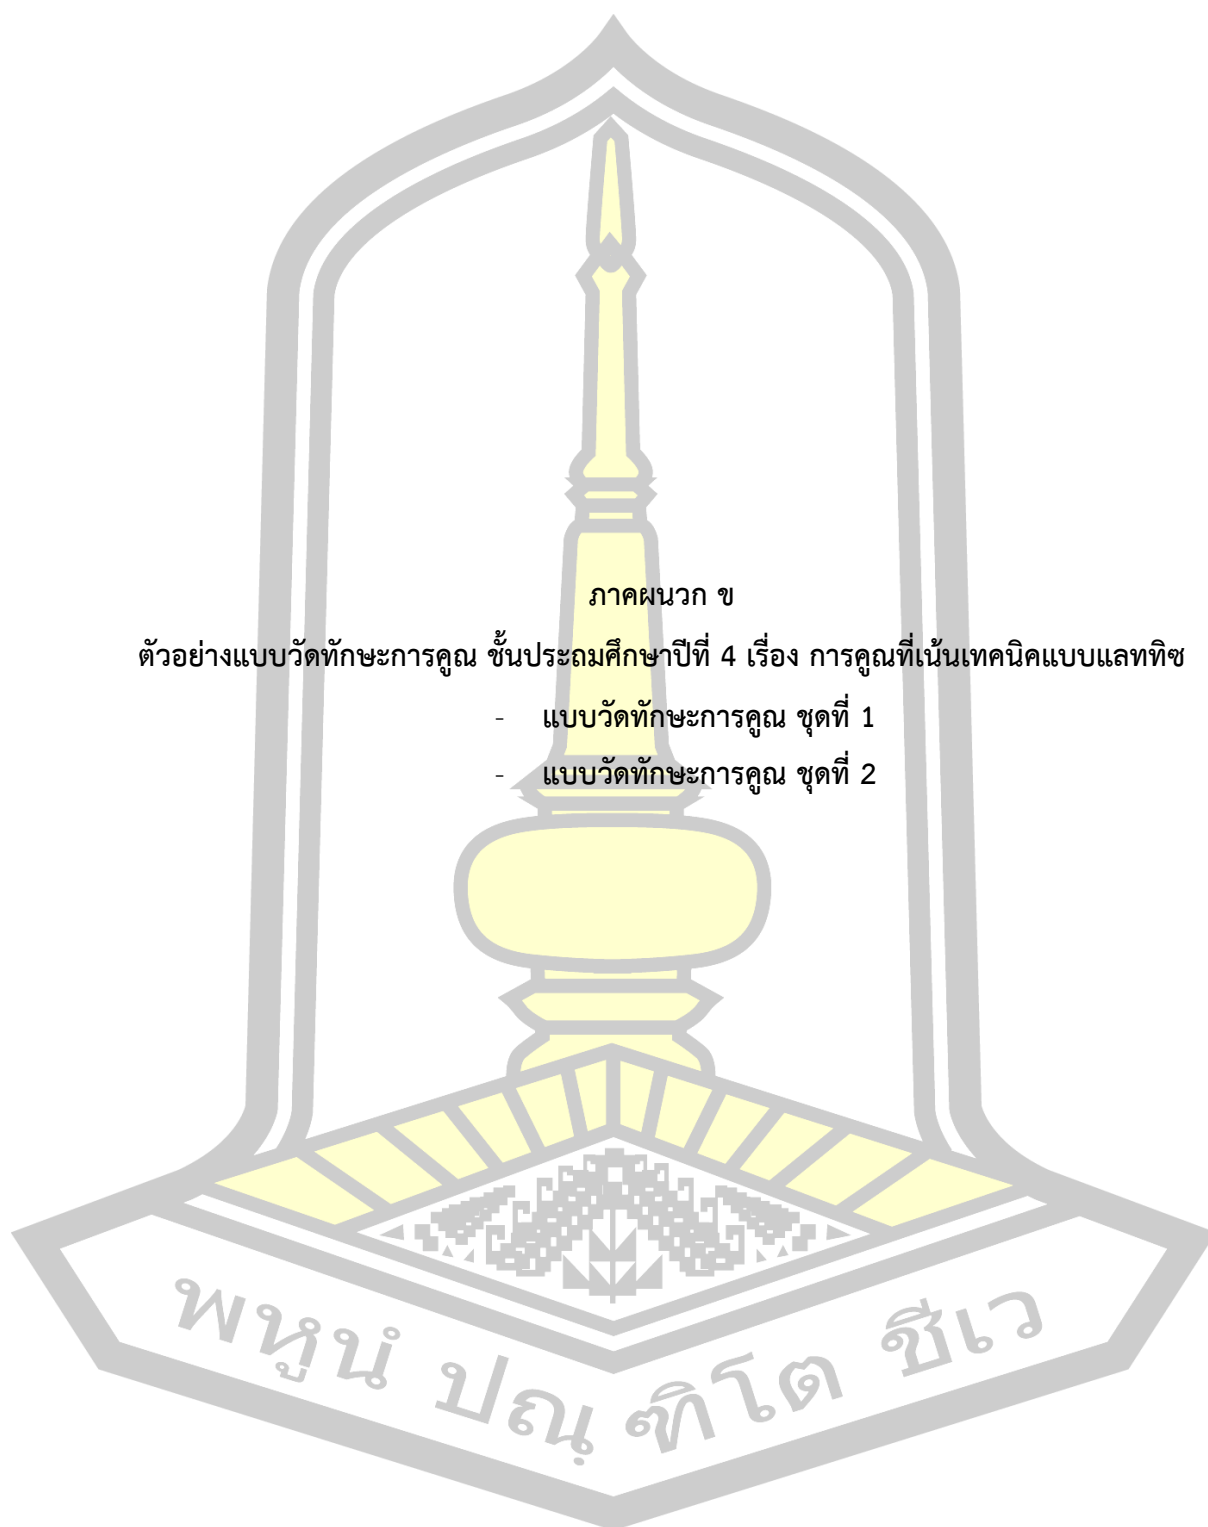 ภาคผนวก ข
ตัวอย่างแบบวัดทักษะการคูณ ชั้นประถมศึกษาปีที่ 4 เรื่อง การคูณที่เน้นเทคนิคแบบแลททิซ
- แบบวัดทักษะการคูณ ชุดที่ 1
- แบบวัดทักษะการคูณ ชุดที่ 2
พหูนํ ปณฺฑิโต ชีเว